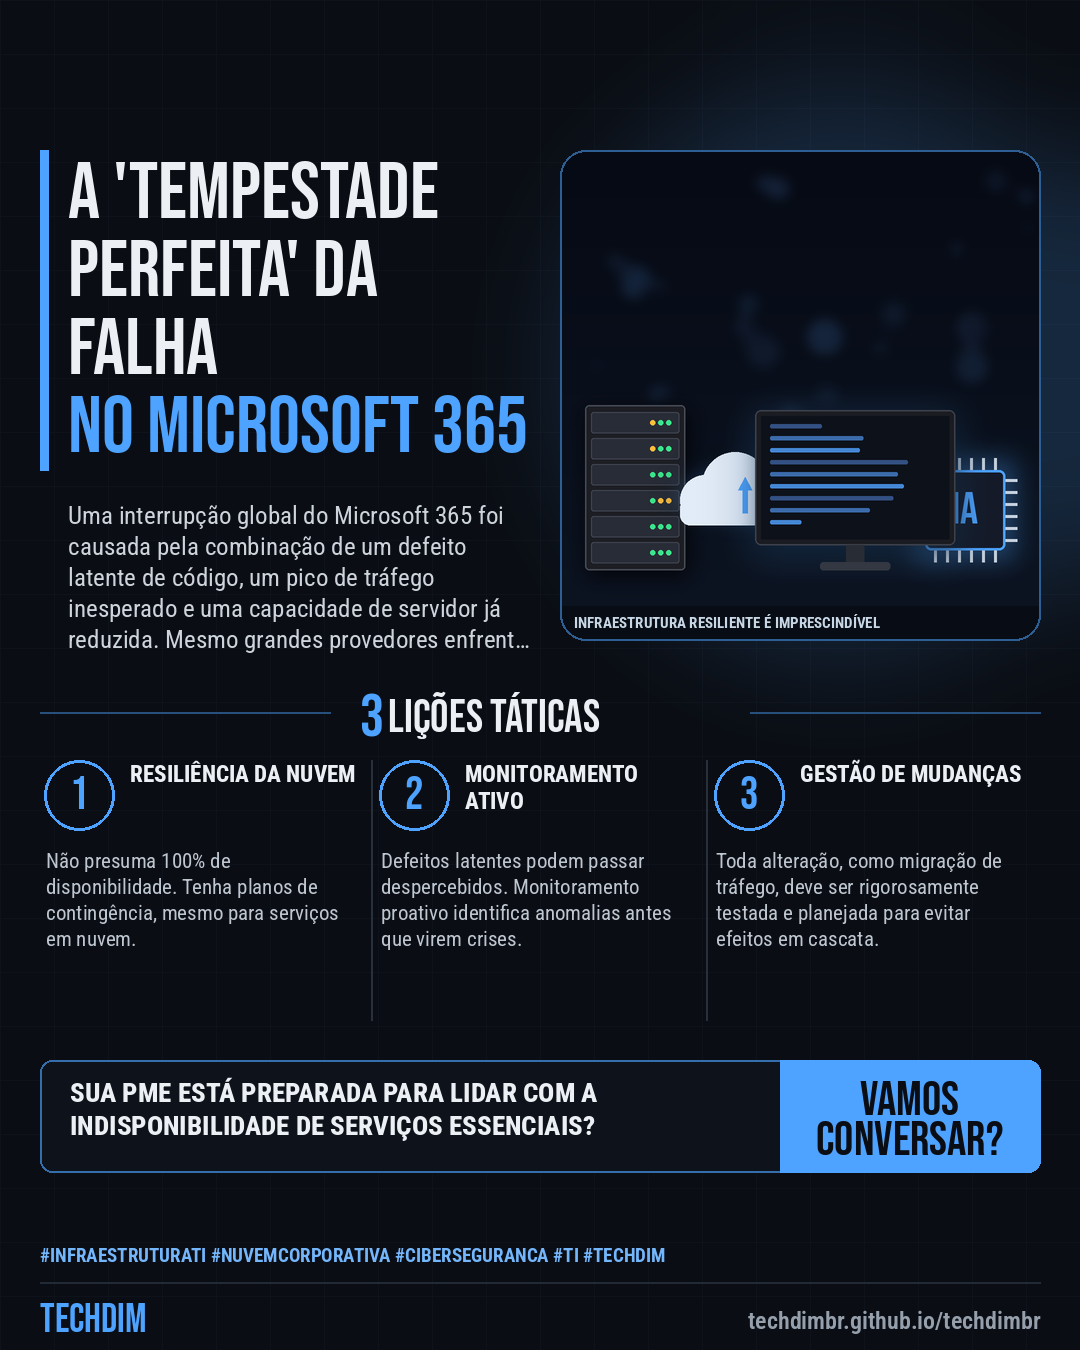 A 'TEMPESTADE
PERFEITA' DA
FALHA
NO MICROSOFT 365
Uma interrupção global do Microsoft 365 foi
causada pela combinação de um defeito
latente de código, um pico de tráfego
inesperado e uma capacidade de servidor já
reduzida. Mesmo grandes provedores enfrent…
IA
INFRAESTRUTURA RESILIENTE É IMPRESCINDÍVEL
3 LIÇÕES TÁTICAS
1 RESILIÊNCIA DA NUVEM
Não presuma 100% de
disponibilidade. Tenha planos de
contingência, mesmo para serviços
em nuvem.
2 MONITORAMENTO
ATIVO
Defeitos latentes podem passar
despercebidos. Monitoramento
proativo identifica anomalias antes
que virem crises.
3 GESTÃO DE MUDANÇAS
Toda alteração, como migração de
tráfego, deve ser rigorosamente
testada e planejada para evitar
efeitos em cascata.
SUA PME ESTÁ PREPARADA PARA LIDAR COM A
INDISPONIBILIDADE DE SERVIÇOS ESSENCIAIS?
VAMOS
CONVERSAR?
#INFRAESTRUTURATI #NUVEMCORPORATIVA #CIBERSEGURANCA #TI #TECHDIM
TECHDIM
techdimbr.github.io/techdimbr